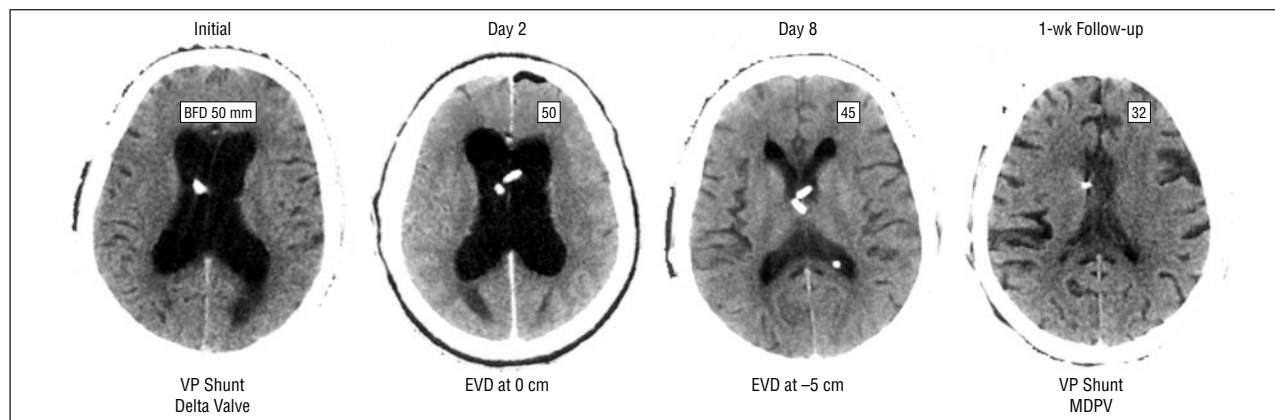 Initial
Day 2
Day 8
1-wk Follow-up
BFD 50 mm
50
45
32
VP Shunt
Delta Valve
EVD at 0 cm
EVD at –5 cm
VP Shunt
MDPV